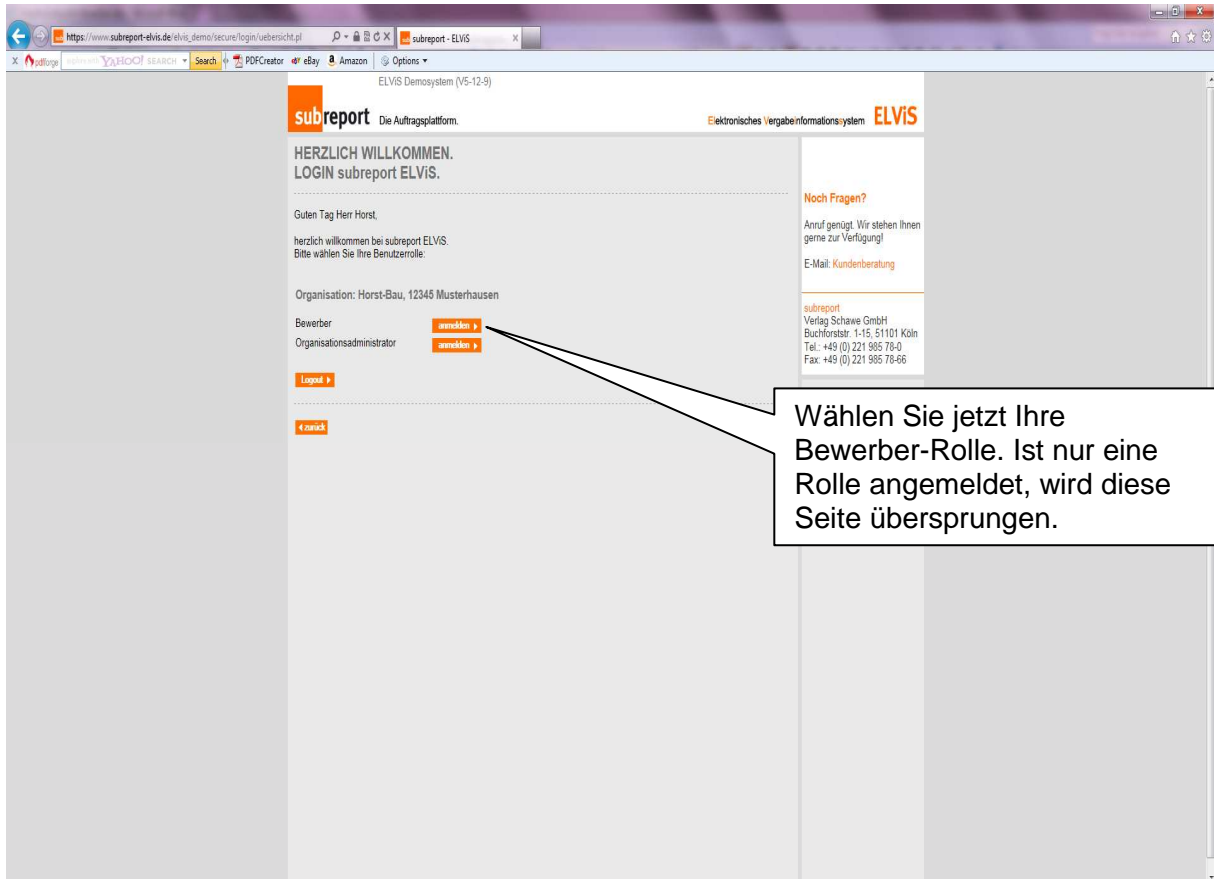 https://www.subreport-elvis.de/elvis_demo/secure/login/uebersicht.pl
subreport - ELViS
pdfforge YAHOO! SEARCH Search PDFCreator eBay Amazon Options
ELViS Demosystem (V5-12-9)
subreport Die Auftragsplattform.
Elektronisches Vergabeinformationssystem ELViS
HERZLICH WILLKOMMEN.
LOGIN subreport ELViS.
Guten Tag Herr Horst,
herzlich willkommen bei subreport ELViS.
Bitte wählen Sie Ihre Benutzerrolle:
Organisation: Horst-Bau, 12345 Musterhausen
Bewerber anmelden
Organisationsadministrator anmelden
Logout
zurück
Noch Fragen?
Anruf genügt. Wir stehen Ihnen
gerne zur Verfügung!
E-Mail: Kundenberatung
subreport
Verlag Schawe GmbH
Buchforststr. 1-15, 51101 Köln
Tel.: +49 (0) 221 985 78-0
Fax: +49 (0) 221 985 78-66
Wählen Sie jetzt Ihre
Bewerber-Rolle. Ist nur eine
Rolle angemeldet, wird diese
Seite übersprungen.